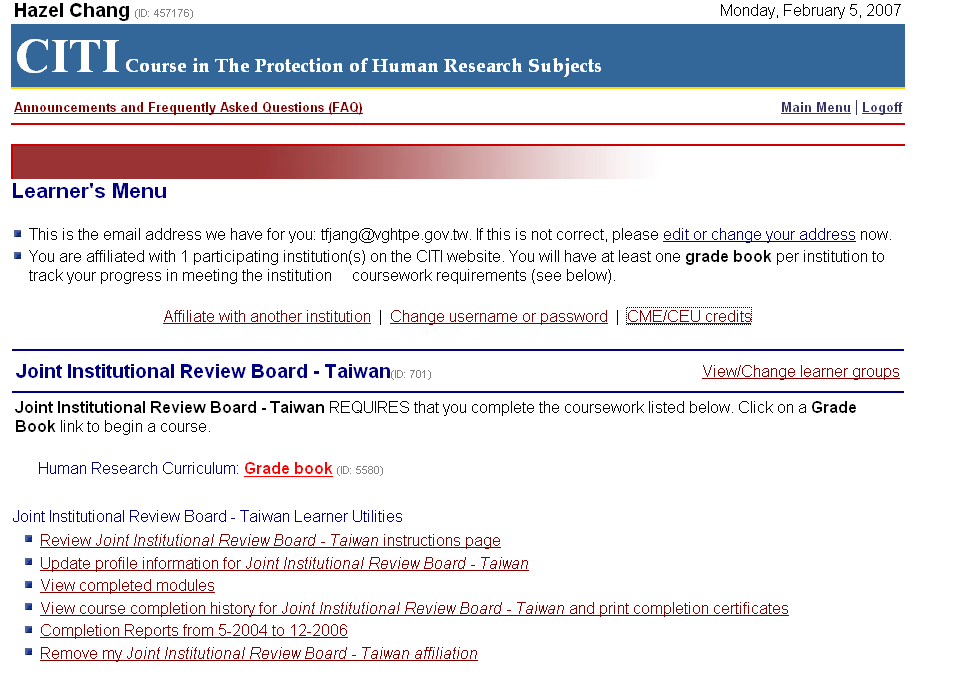 Hazel Chang (ID: 457176) Monday, February 5, 2007
CITI Course in The Protection of Human Research Subjects
Announcements and Frequently Asked Questions (FAQ) Main Menu | Logoff
Learner's Menu
This is the email address we have for you: tfjang@vghtpe.gov.tw. If this is not correct, please edit or change your address now.
You are affiliated with 1 participating institution(s) on the CITI website. You will have at least one grade book per institution to
track your progress in meeting the institution coursework requirements (see below).
Affiliate with another institution | Change username or password | CME/CEU credits
Joint Institutional Review Board - Taiwan(ID: 701) View/Change learner groups
Joint Institutional Review Board - Taiwan REQUIRES that you complete the coursework listed below. Click on a Grade
Book link to begin a course.
Human Research Curriculum: Grade book (ID: 5580)
Joint Institutional Review Board - Taiwan Learner Utilities
Review Joint Institutional Review Board - Taiwan instructions page
Update profile information for Joint Institutional Review Board - Taiwan
View completed modules
View course completion history for Joint Institutional Review Board - Taiwan and print completion certificates
Completion Reports from 5-2004 to 12-2006
Remove my Joint Institutional Review Board - Taiwan affiliation